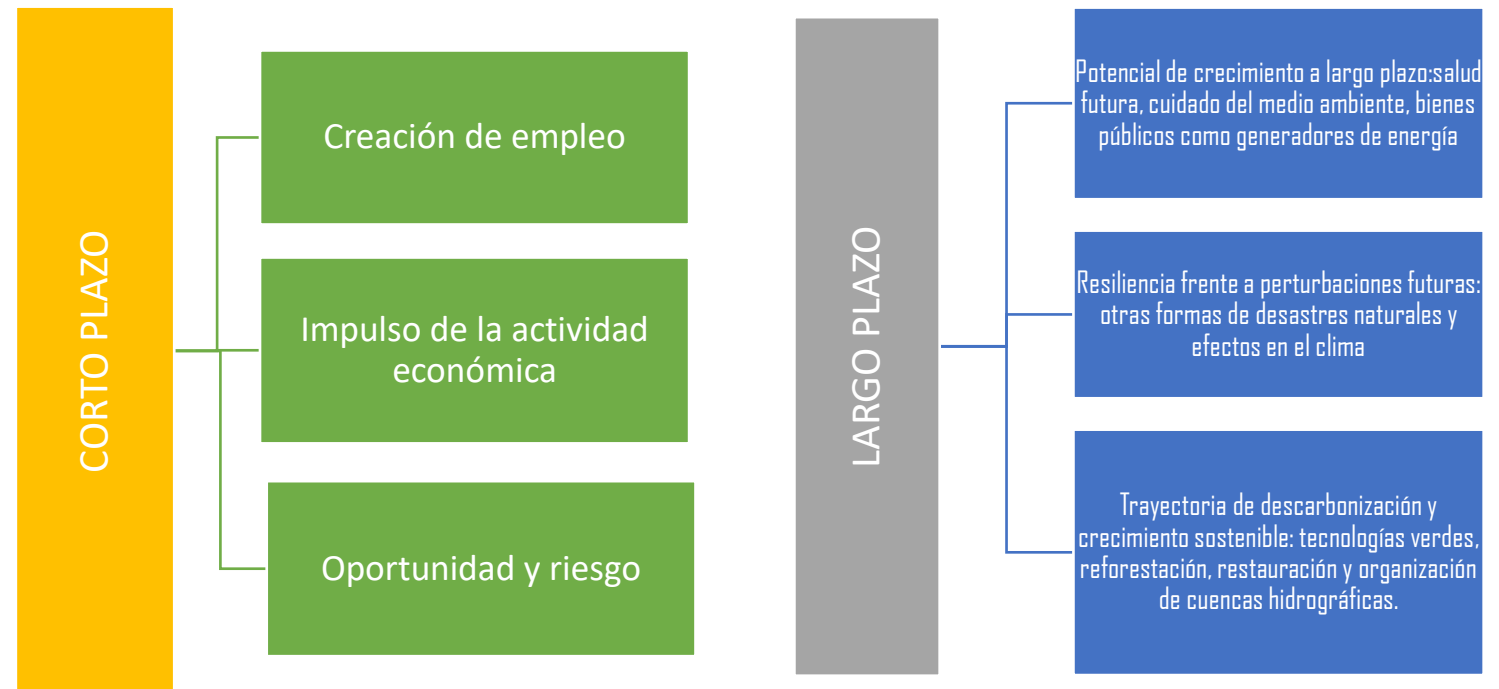 CORTO PLAZO
Creación de empleo
Impulso de la actividad
económica
Oportunidad y riesgo
LARGO PLAZO
Potencial de crecimiento a largo plazo:salud
futura, cuidado del medio ambiente, bienes
públicos como generadores de energía
Resiliencia frente a perturbaciones futuras:
otras formas de desastres naturales y
efectos en el clima
Trayectoria de descarbonización y
crecimiento sostenible: tecnologías verdes,
reforestación, restauración y organización
de cuencas hidrográficas.